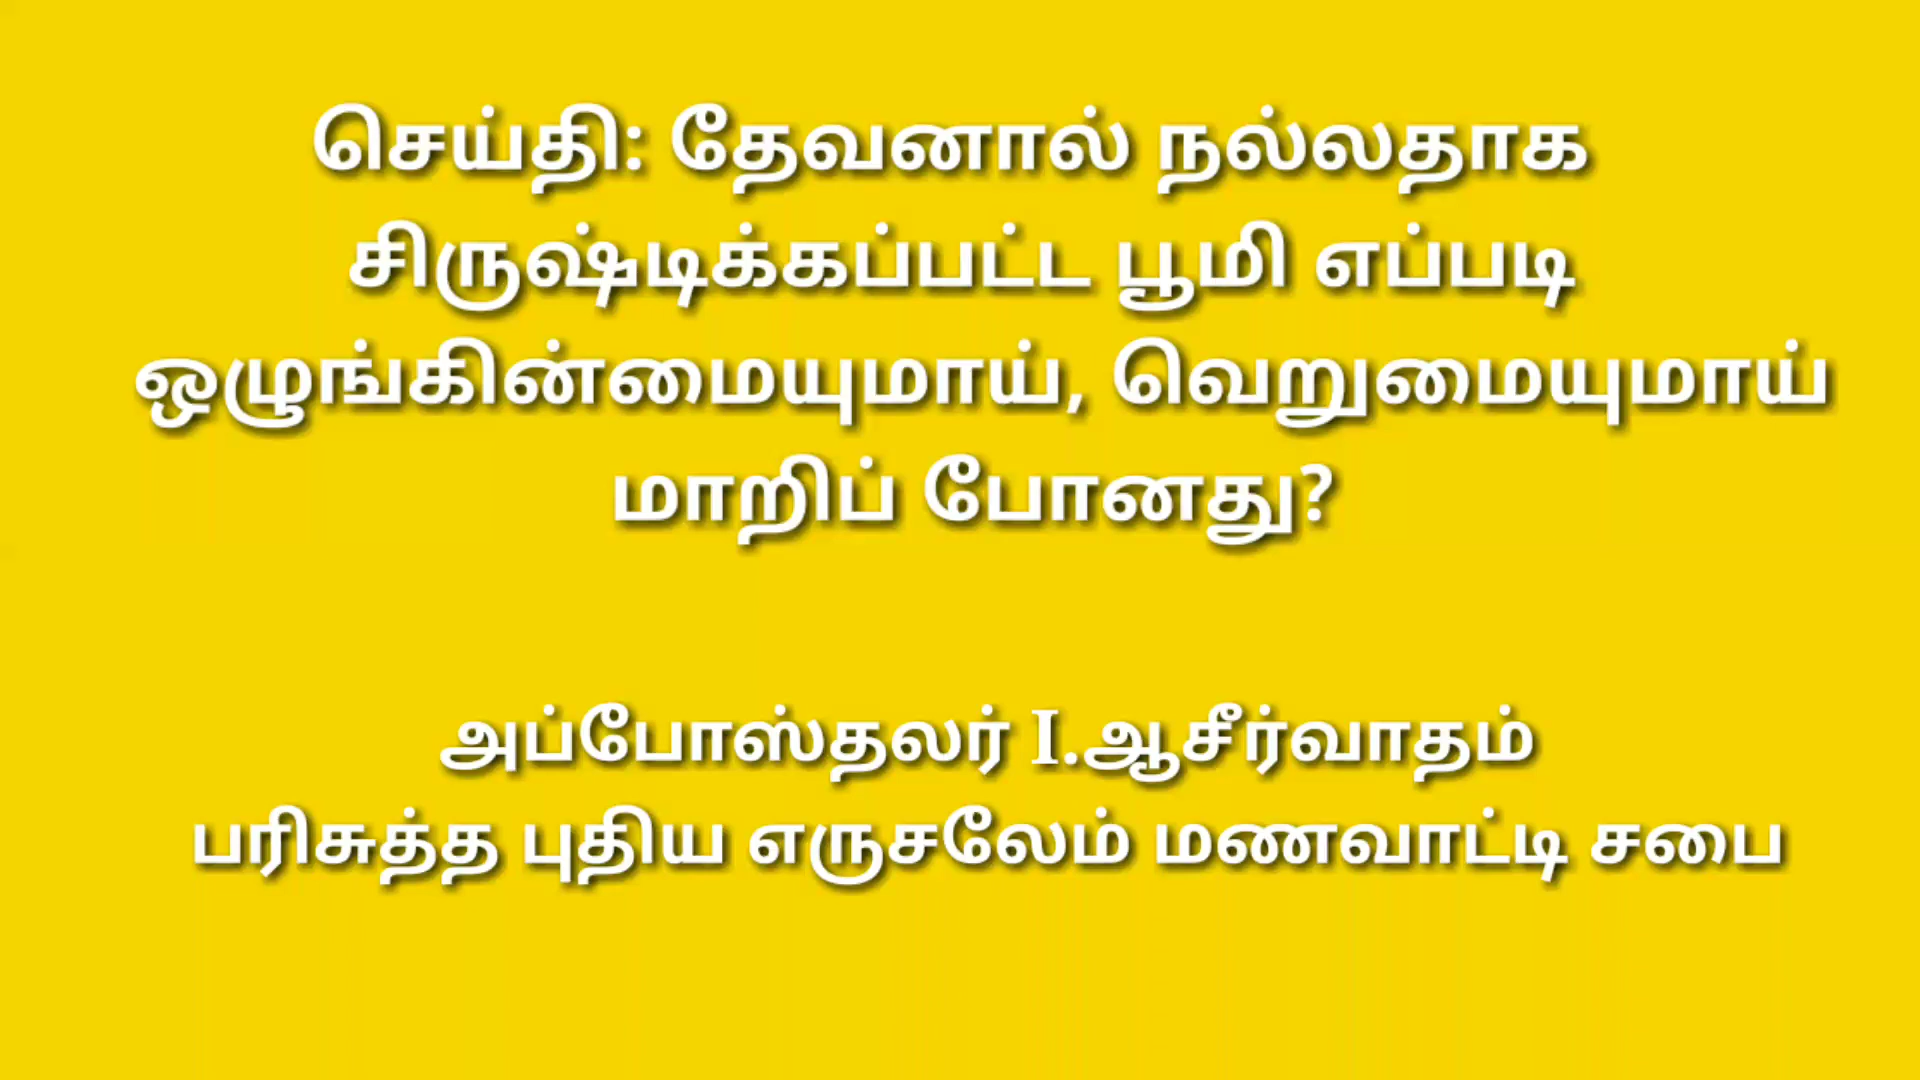 செய்தி: தேவனால் நல்லதாக
சிருஷ்டிக்கப்பட்ட பூமி எப்படி
ஒழுங்கின்மையுமாய், வெறுமையுமாய்
மாறிப் போனது?
அப்போஸ்தலர் I.ஆசீர்வாதம்
பரிசுத்த புதிய எருசலேம் மணவாட்டி சபை